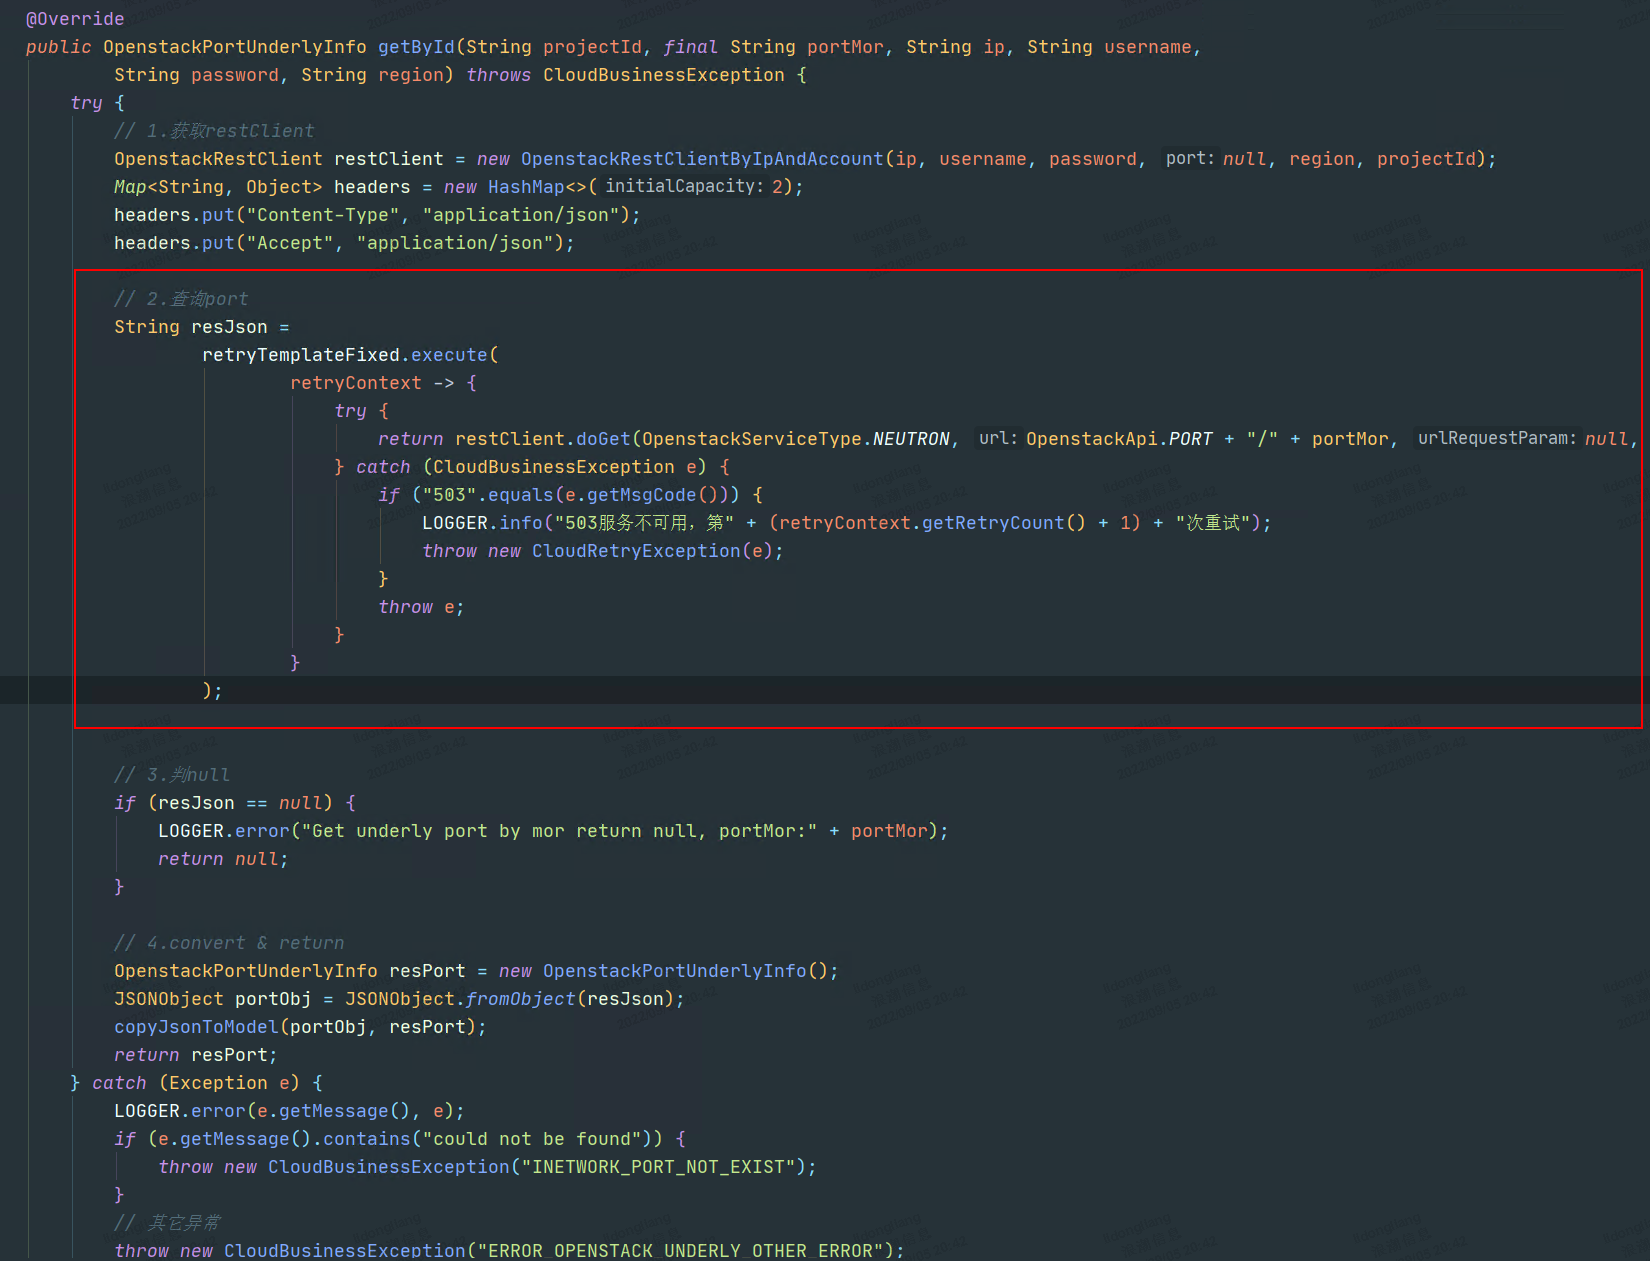 @Override
public OpenstackPortUnderlyInfo getById(String projectId, final String portMor, String ip, String username,
String password, String region) throws CloudBusinessException {
try {
// 1.获取restClient
OpenstackRestClient restClient = new OpenstackRestClientByIpAndAccount(ip, username, password, port: null, region, projectId);
Map<String, Object> headers = new HashMap<>( initialCapacity: 2);
headers.put("Content-Type", "application/json");
headers.put("Accept", "application/json");
// 2.查询port
String resJson =
retryTemplateFixed.execute(
retryContext -> {
try {
return restClient.doGet(OpenstackServiceType.NEUTRON, url: OpenstackApi.PORT + "/" + portMor, urlRequestParam: null,
} catch (CloudBusinessException e) {
if ("503".equals(e.getMsgCode())) {
LOGGER.info("503服务不可用，第" + (retryContext.getRetryCount() + 1) + "次重试");
throw new CloudRetryException(e);
}
throw e;
}
}
);
// 3.判null
if (resJson == null) {
LOGGER.error("Get underly port by mor return null, portMor:" + portMor);
return null;
}
// 4.convert & return
OpenstackPortUnderlyInfo resPort = new OpenstackPortUnderlyInfo();
JSONObject portObj = JSONObject.fromObject(resJson);
copyJsonToModel(portObj, resPort);
return resPort;
} catch (Exception e) {
LOGGER.error(e.getMessage(), e);
if (e.getMessage().contains("could not be found")) {
throw new CloudBusinessException("INETWORK_PORT_NOT_EXIST");
}
// 其它异常
throw new CloudBusinessException("ERROR_OPENSTACK_UNDERLY_OTHER_ERROR");